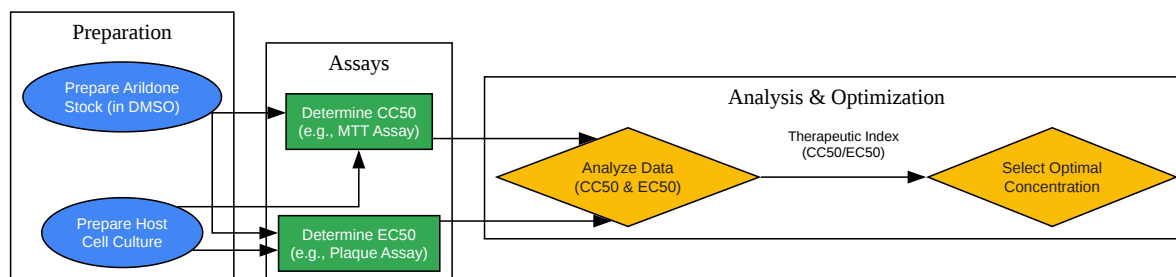 Preparation
Prepare Arildone
Stock (in DMSO)
Prepare Host
Cell Culture
Assays
Determine CC50
(e.g., MTT Assay)
Determine EC50
(e.g., Plaque Assay)
Analysis & Optimization
Analyze Data
(CC50 & EC50)
Therapeutic Index
(CC50/EC50)
Select Optimal
Concentration